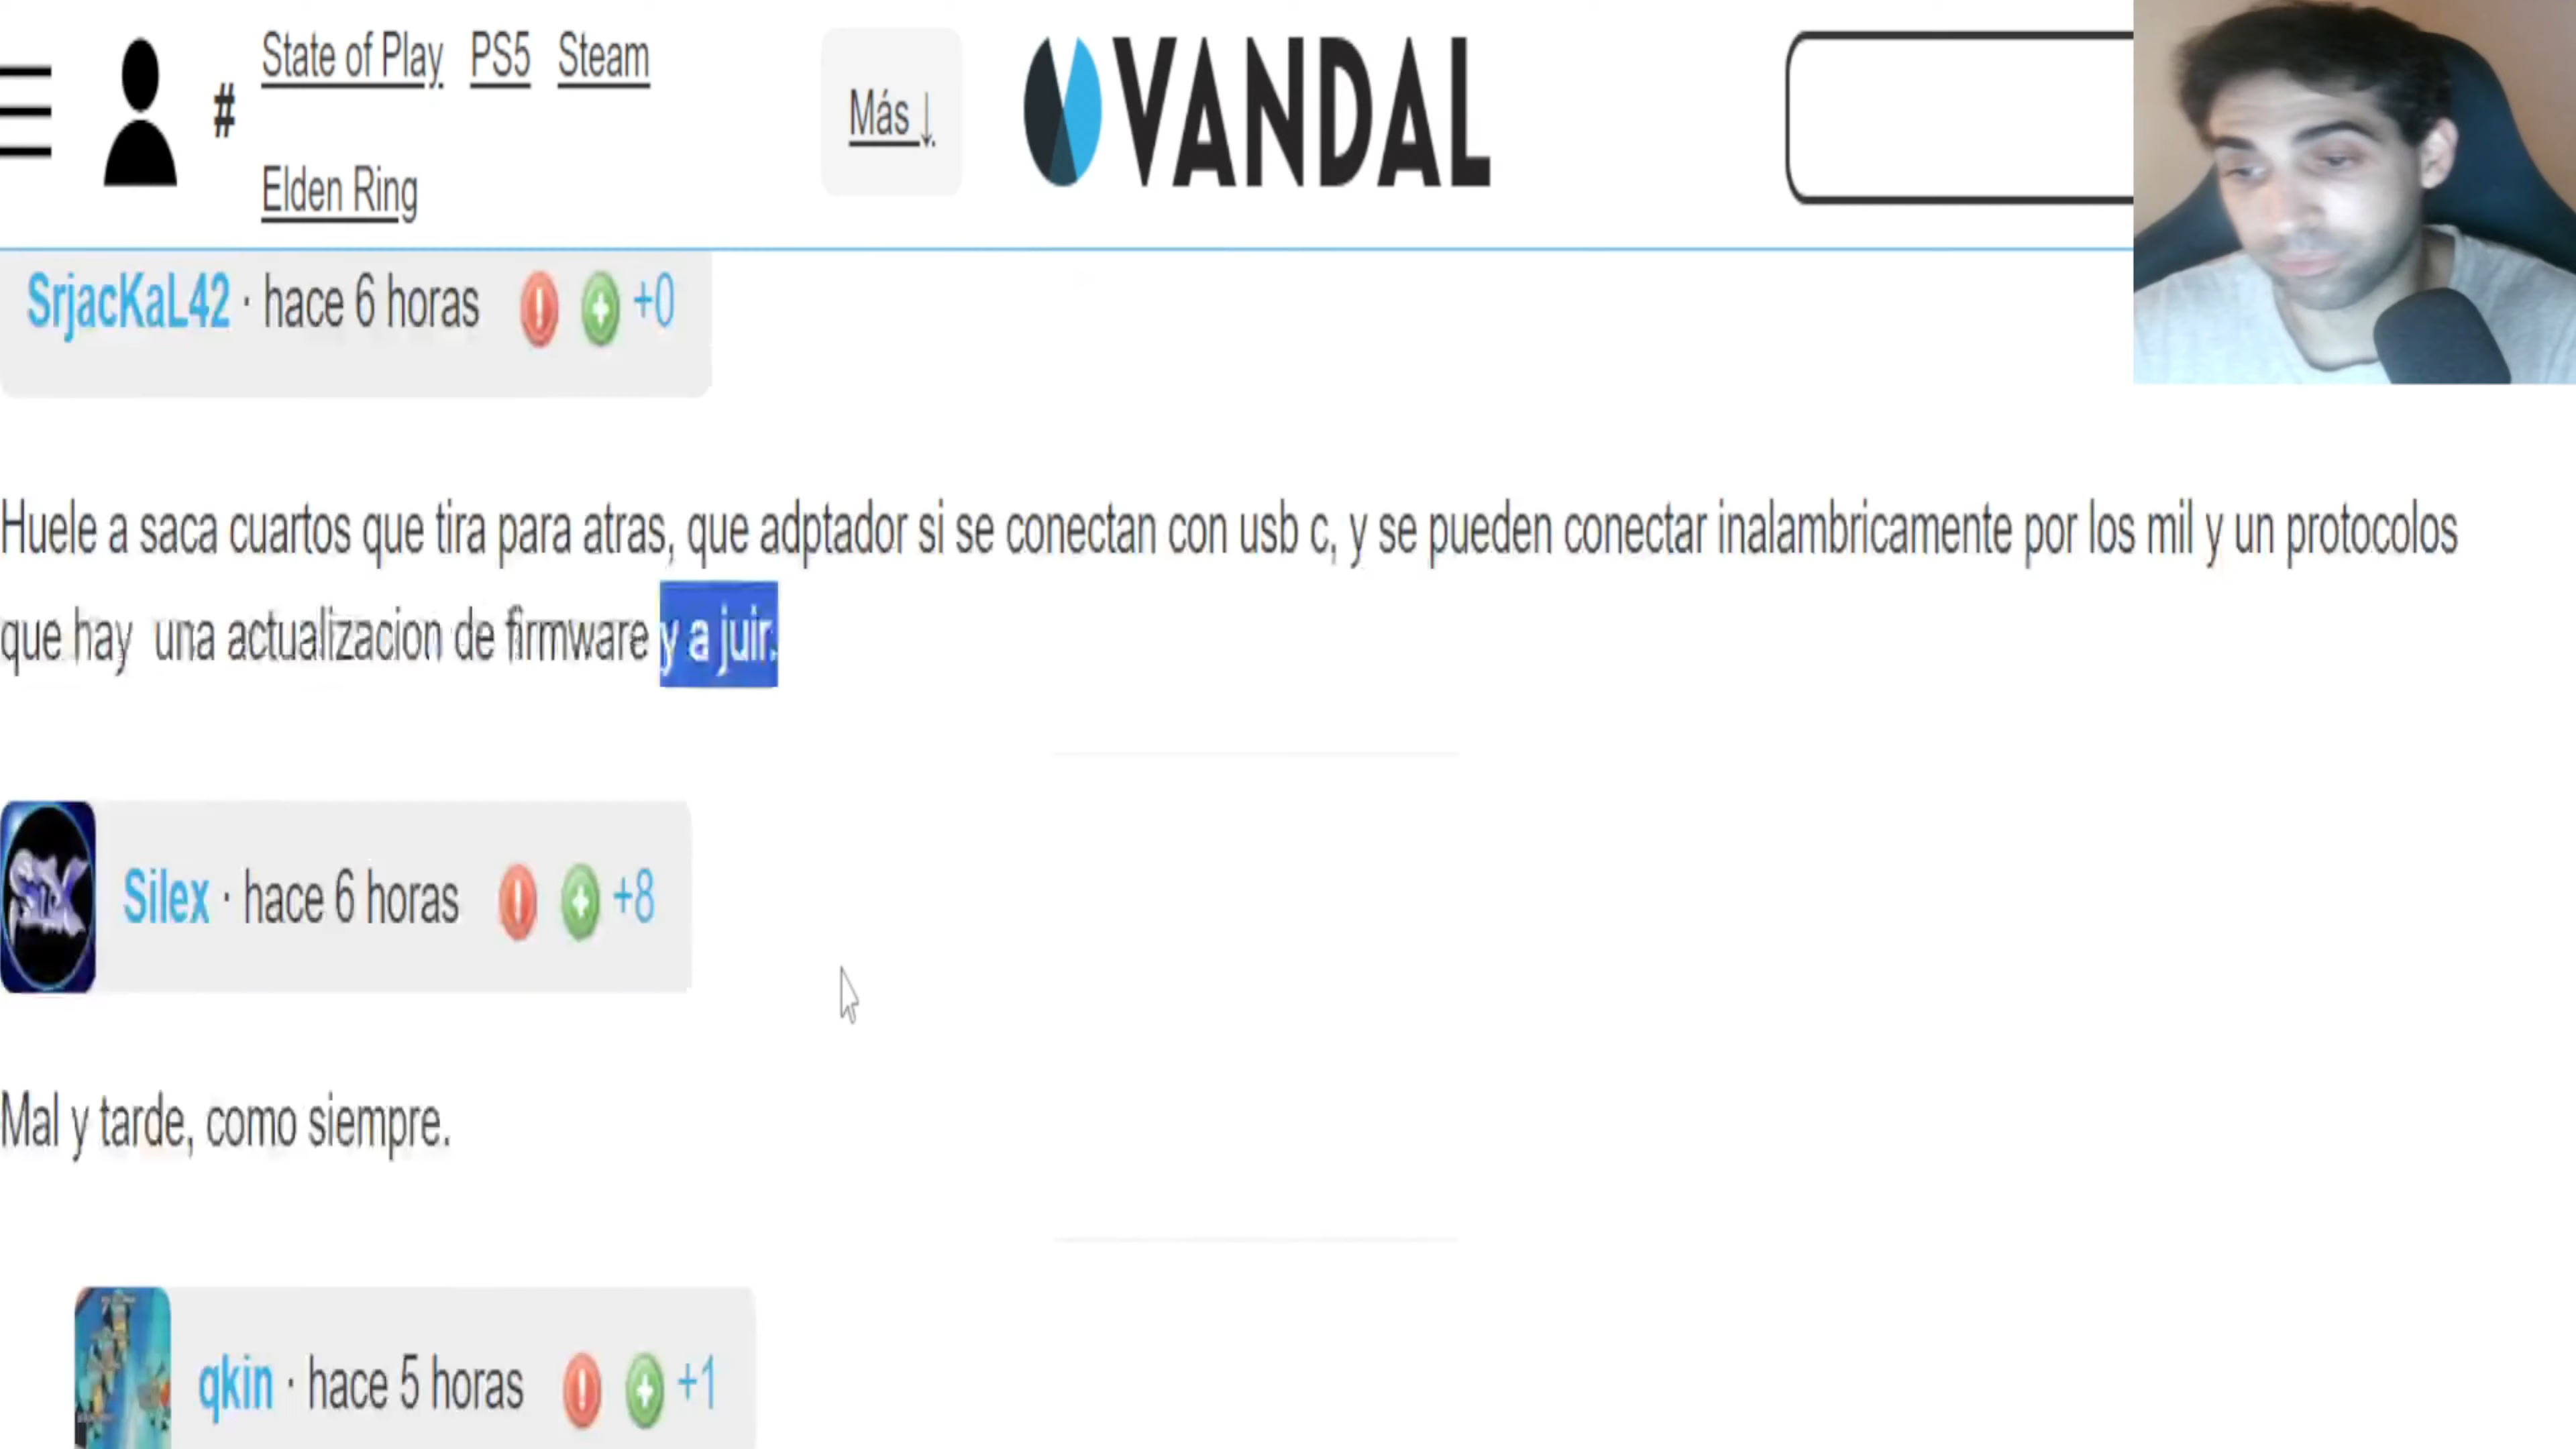 # State of Play PS5 Steam
Elden Ring
Más ↓
VANDAL
SrjacKaL42 · hace 6 horas +0
Huele a saca cuartos que tira para atras, que adptador si se conectan con usb c, y se pueden conectar inalambricamente por los mil y un protocolos
que hay una actualizacion de firmware y a juir.
Silex · hace 6 horas +8
Mal y tarde, como siempre.
qkin · hace 5 horas +1